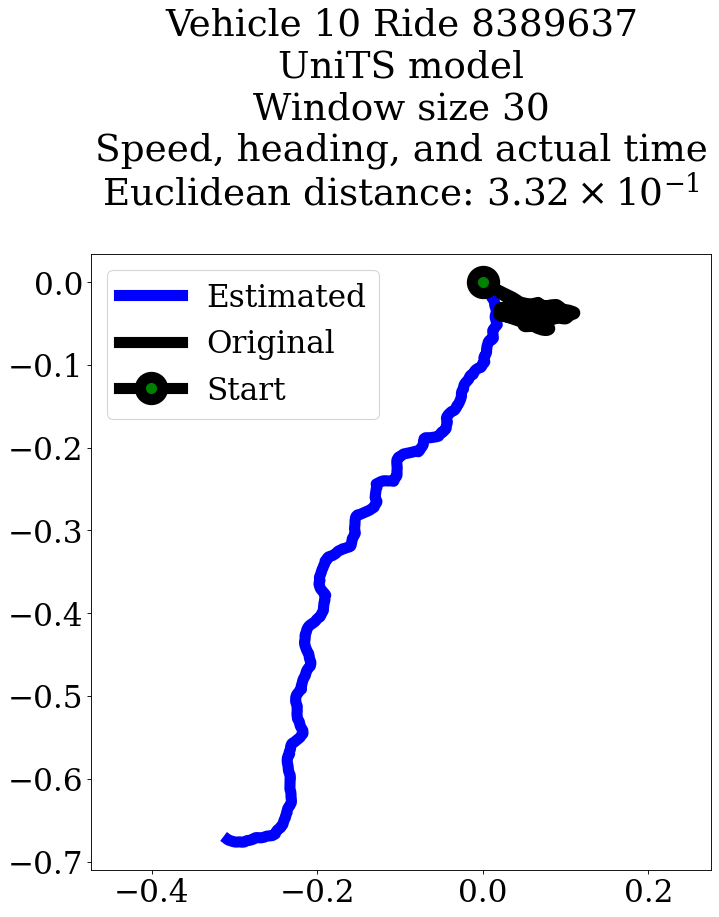 Vehicle 10 Ride 8389637
UniTS model
Window size 30
Speed, heading, and actual time
Euclidean distance: 3.32 × 10⁻¹
Estimated
Original
Start
0.0
−0.1
−0.2
−0.3
−0.4
−0.5
−0.6
−0.7
−0.4 −0.2 0.0 0.2